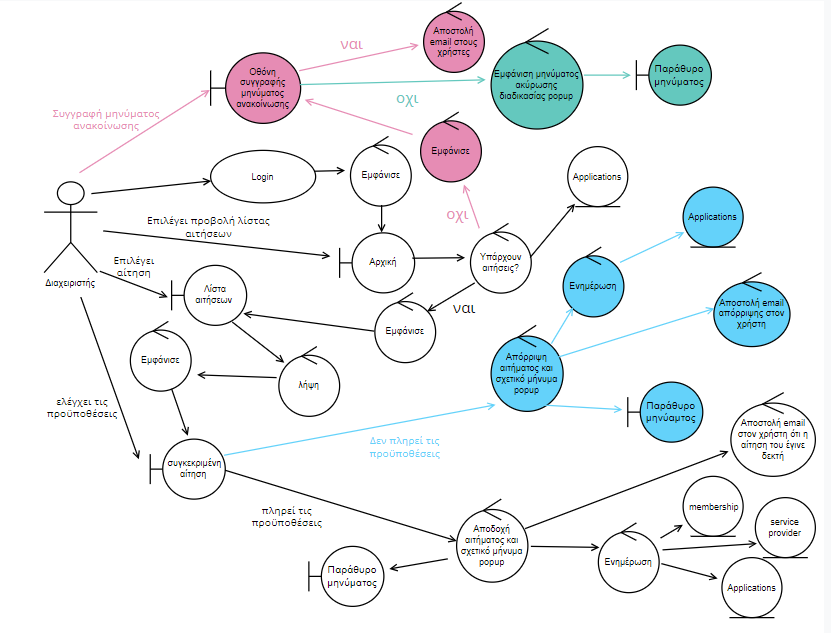 Αποστολή
email στους
χρήστες
ναι
Οθόνη
συγγραφής
μηνύματος
ανακοίνωσης
Εμφάνιση μηνύματος
ακύρωσης
διαδικασίας popup
Παράθυρο
μηνύματος
οχι
Συγγραφή μηνύματος
ανακοίνωσης
Εμφάνισε
Login
Εμφάνισε
Applications
Επιλέγει προβολή λίστας
αιτήσεων
οχι
Applications
Αρχική
Υπάρχουν
αιτήσεις?
Επιλέγει
αίτηση
Διαχειριστής
Λίστα
αιτήσεων
Ενημέρωση
ναι
Αποστολή email
απόρριψης στον
χρήστη
Εμφάνισε
Εμφάνισε
Απόρριψη
αιτήματος και
σχετικό μήνυμα
popup
λήψη
ελέγχει τις
προϋποθέσεις
Παράθυρο
μηνύαμτος
Αποστολή email
στον χρήστη ότι η
αίτηση του έγινε
δεκτή
Δεν πληρεί τις
προϋποθέσεις
συγκεκριμένη
αίτηση
πληρεί τις
προϋποθέσεις
membership
service
provider
Αποδοχή
αιτήματος και
σχετικό μήνυμα
popup
Ενημέρωση
Παράθυρο
μηνύματος
Applications